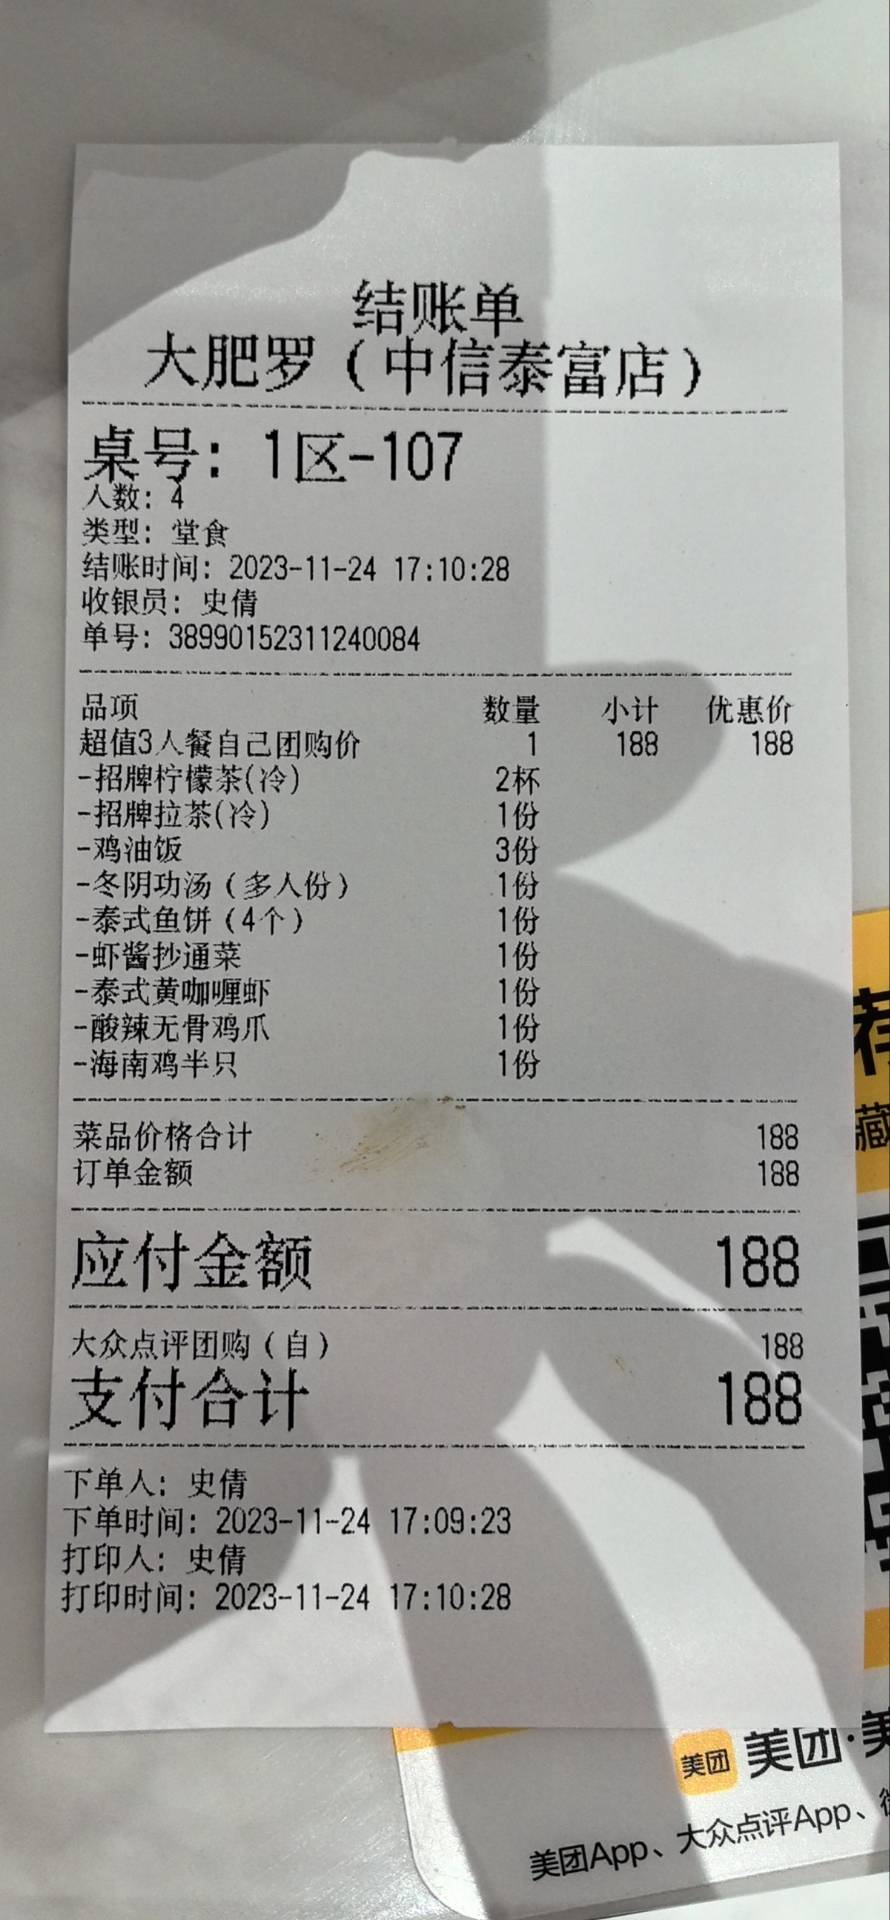 结账单
大肥罗（中信泰富店）
桌号：1区-107
人数：4
类型：堂食
结账时间：2023-11-24 17:10:28
收银员：史倩
单号：38990152311240084
品项 数量 小计 优惠价
超值3人餐自己团购价 1 188 188
-招牌柠檬茶(冷) 2杯
-招牌拉茶(冷) 1份
-鸡油饭 3份
-冬阴功汤（多人份） 1份
-泰式鱼饼（4个） 1份
-虾酱抄通菜 1份
-泰式黄咖喱虾 1份
-酸辣无骨鸡爪 1份
-海南鸡半只 1份
菜品价格合计 188
订单金额 188
应付金额 188
大众点评团购（自） 188
支付合计 188
下单人：史倩
下单时间：2023-11-24 17:09:23
打印人：史倩
打印时间：2023-11-24 17:10:28
藏
美团 美团·美
美团App、大众点评App、